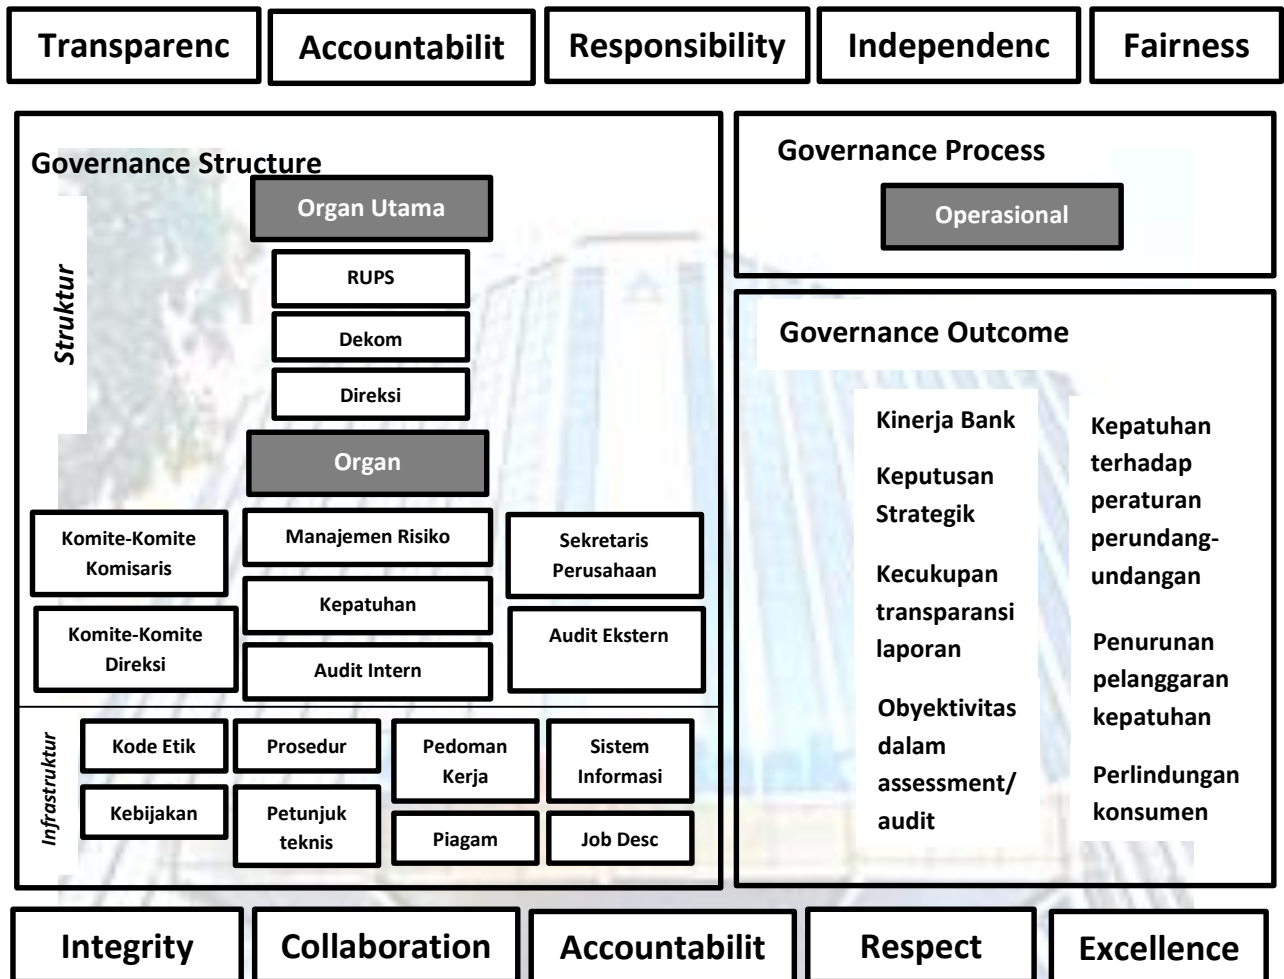 Transparenc
Accountabilit
Responsibility
Independenc
Fairness
Governance Structure
Struktur
Organ Utama
RUPS
Dekom
Direksi
Organ
Komite-Komite
Komisaris
Komite-Komite
Direksi
Manajemen Risiko
Kepatuhan
Audit Intern
Sekretaris
Perusahaan
Audit Ekstern
Infrastruktur
Kode Etik
Prosedur
Pedoman
Kerja
Sistem
Informasi
Kebijakan
Petunjuk
teknis
Piagam
Job Desc
Governance Process
Operasional
Governance Outcome
Kinerja Bank
Keputusan
Strategik
Kecukupan
transparansi
laporan
Obyektivitas
dalam
assessment/
audit
Kepatuhan
terhadap
peraturan
perundang-
undangan
Penurunan
pelanggaran
kepatuhan
Perlindungan
konsumen
Integrity
Collaboration
Accountabilit
Respect
Excellence